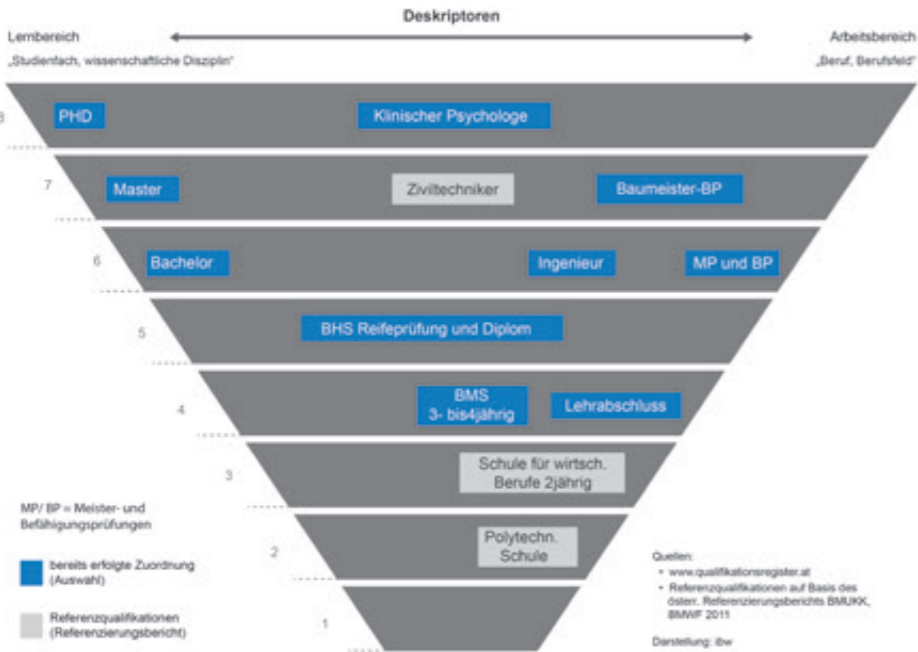 Deskriptoren
Lernbereich
Arbeitsbereich
„Studienfach, wissenschaftliche Disziplin"
„Beruf, Berufsfeld"
8
PHD
Klinischer Psychologe
7
Master
Ziviltechniker
Baumeister-BP
6
Bachelor
Ingenieur
MP und BP
5
BHS Reifeprüfung und Diplom
4
BMS
3- bis4jährig
Lehrabschluss
3
Schule für wirtsch.
Berufe 2jährig
2
Polytechn.
Schule
1
MP/ BP = Meister- und
Befähigungsprüfungen
bereits erfolgte Zuordnung
(Auswahl)
Referenzqualifikationen
(Referenzierungsbericht)
Quellen:
• www.qualifikationsregister.at
• Referenzqualifikationen auf Basis des
österr. Referenzierungsberichts BMUKK,
BMWF 2011
Darstellung: ibw